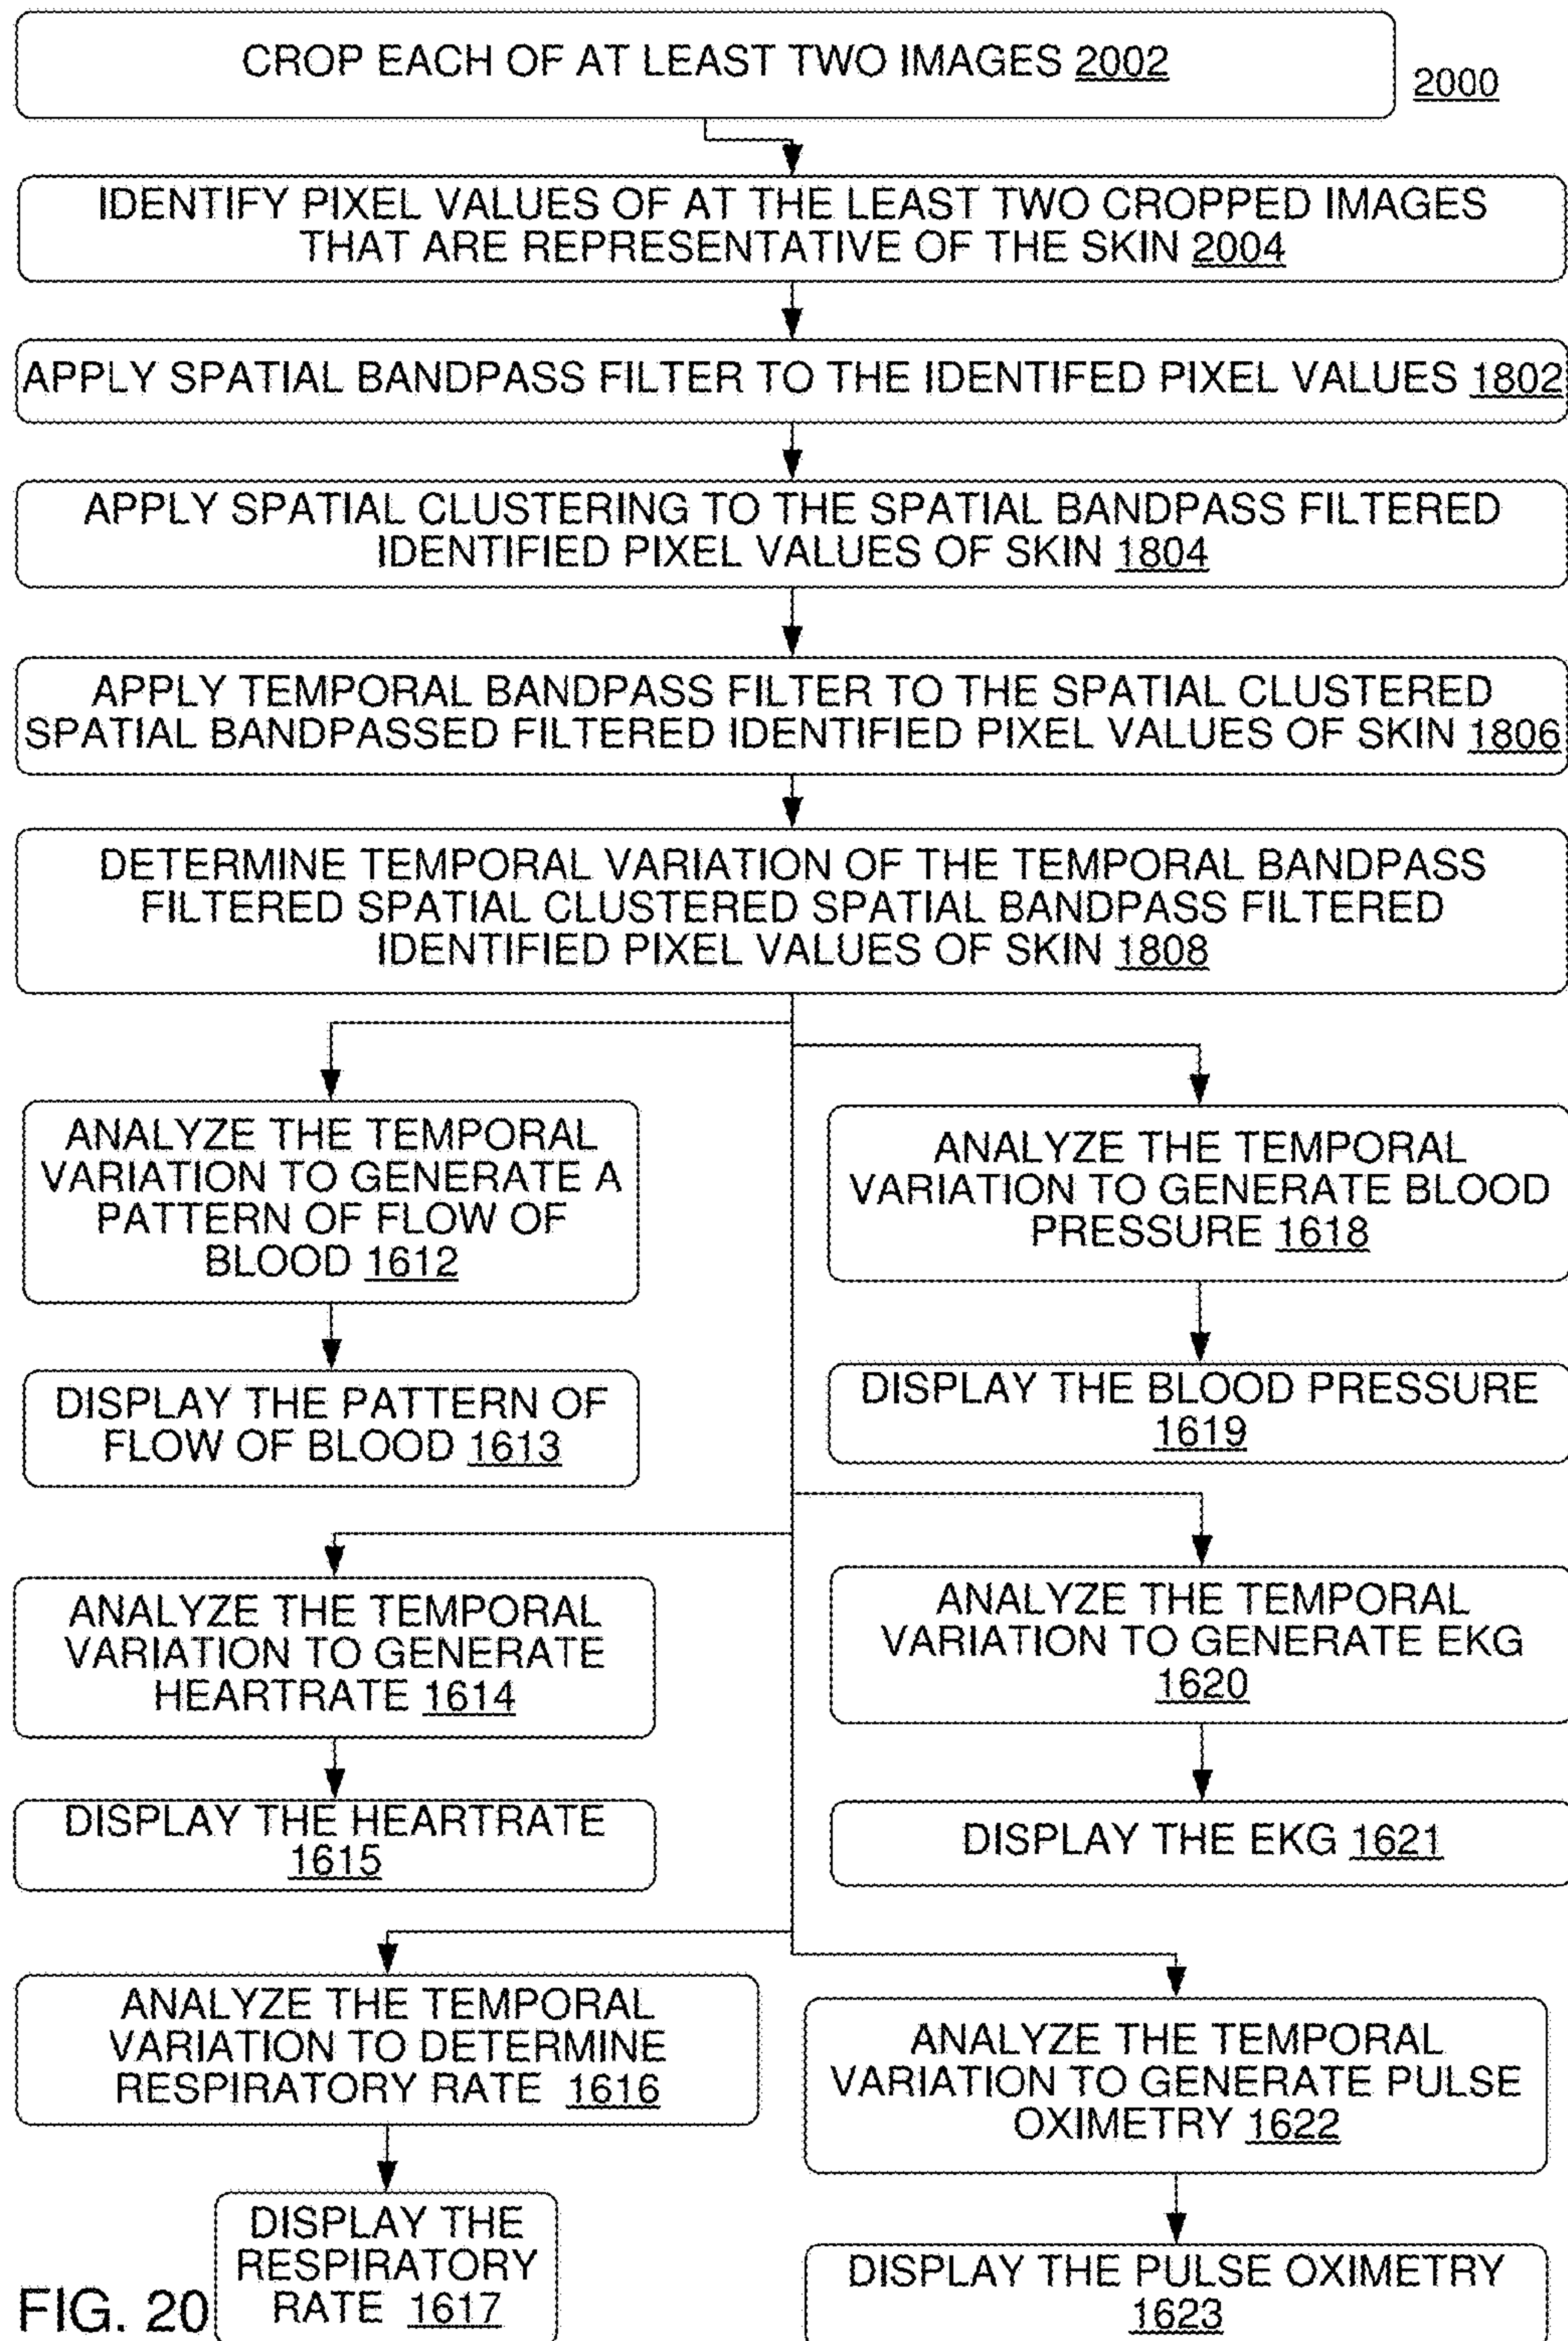 CROP EACH OF AT LEAST TWO IMAGES 2002
2000
IDENTIFY PIXEL VALUES OF AT THE LEAST TWO CROPPED IMAGES
THAT ARE REPRESENTATIVE OF THE SKIN 2004
APPLY SPATIAL BANDPASS FILTER TO THE IDENTIFED PIXEL VALUES 1802
APPLY SPATIAL CLUSTERING TO THE SPATIAL BANDPASS FILTERED
IDENTIFIED PIXEL VALUES OF SKIN 1804
APPLY TEMPORAL BANDPASS FILTER TO THE SPATIAL CLUSTERED
SPATIAL BANDPASSED FILTERED IDENTIFIED PIXEL VALUES OF SKIN 1806
DETERMINE TEMPORAL VARIATION OF THE TEMPORAL BANDPASS
FILTERED SPATIAL CLUSTERED SPATIAL BANDPASS FILTERED
IDENTIFIED PIXEL VALUES OF SKIN 1808
ANALYZE THE TEMPORAL
VARIATION TO GENERATE A
PATTERN OF FLOW OF
BLOOD 1612
ANALYZE THE TEMPORAL
VARIATION TO GENERATE BLOOD
PRESSURE 1618
DISPLAY THE PATTERN OF
FLOW OF BLOOD 1613
DISPLAY THE BLOOD PRESSURE
1619
ANALYZE THE TEMPORAL
VARIATION TO GENERATE
HEARTRATE 1614
ANALYZE THE TEMPORAL
VARIATION TO GENERATE EKG
1620
DISPLAY THE HEARTRATE
1615
DISPLAY THE EKG 1621
ANALYZE THE TEMPORAL
VARIATION TO DETERMINE
RESPIRATORY RATE 1616
ANALYZE THE TEMPORAL
VARIATION TO GENERATE PULSE
OXIMETRY 1622
DISPLAY THE
RESPIRATORY
RATE 1617
DISPLAY THE PULSE OXIMETRY
1623
FIG. 20